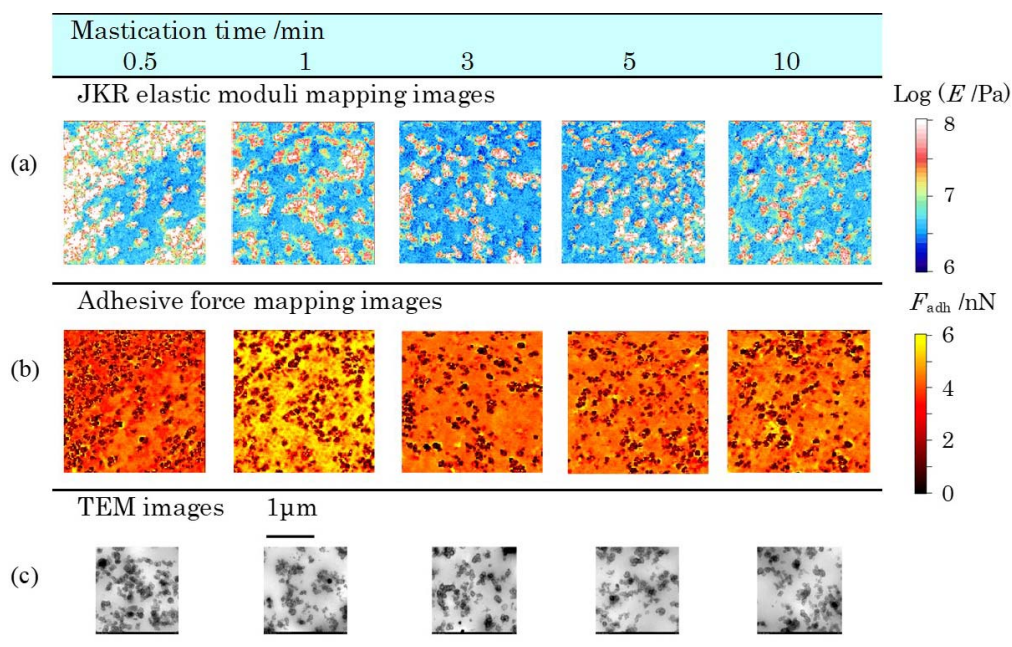 Mastication time /min
0.5 1 3 5 10
JKR elastic moduli mapping images
Log (E /Pa)
(a)
8
7
6
Adhesive force mapping images
F adh /nN
(b)
6
4
2
0
TEM images 1μm
(c)